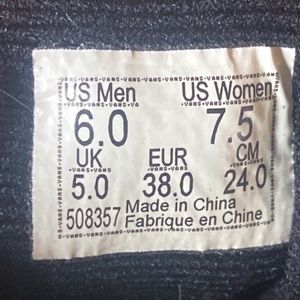 US Men US Women
6.0 7.5
UK EUR CM
5.0 38.0 24.0
508357 Made in China
Fabrique en Chine